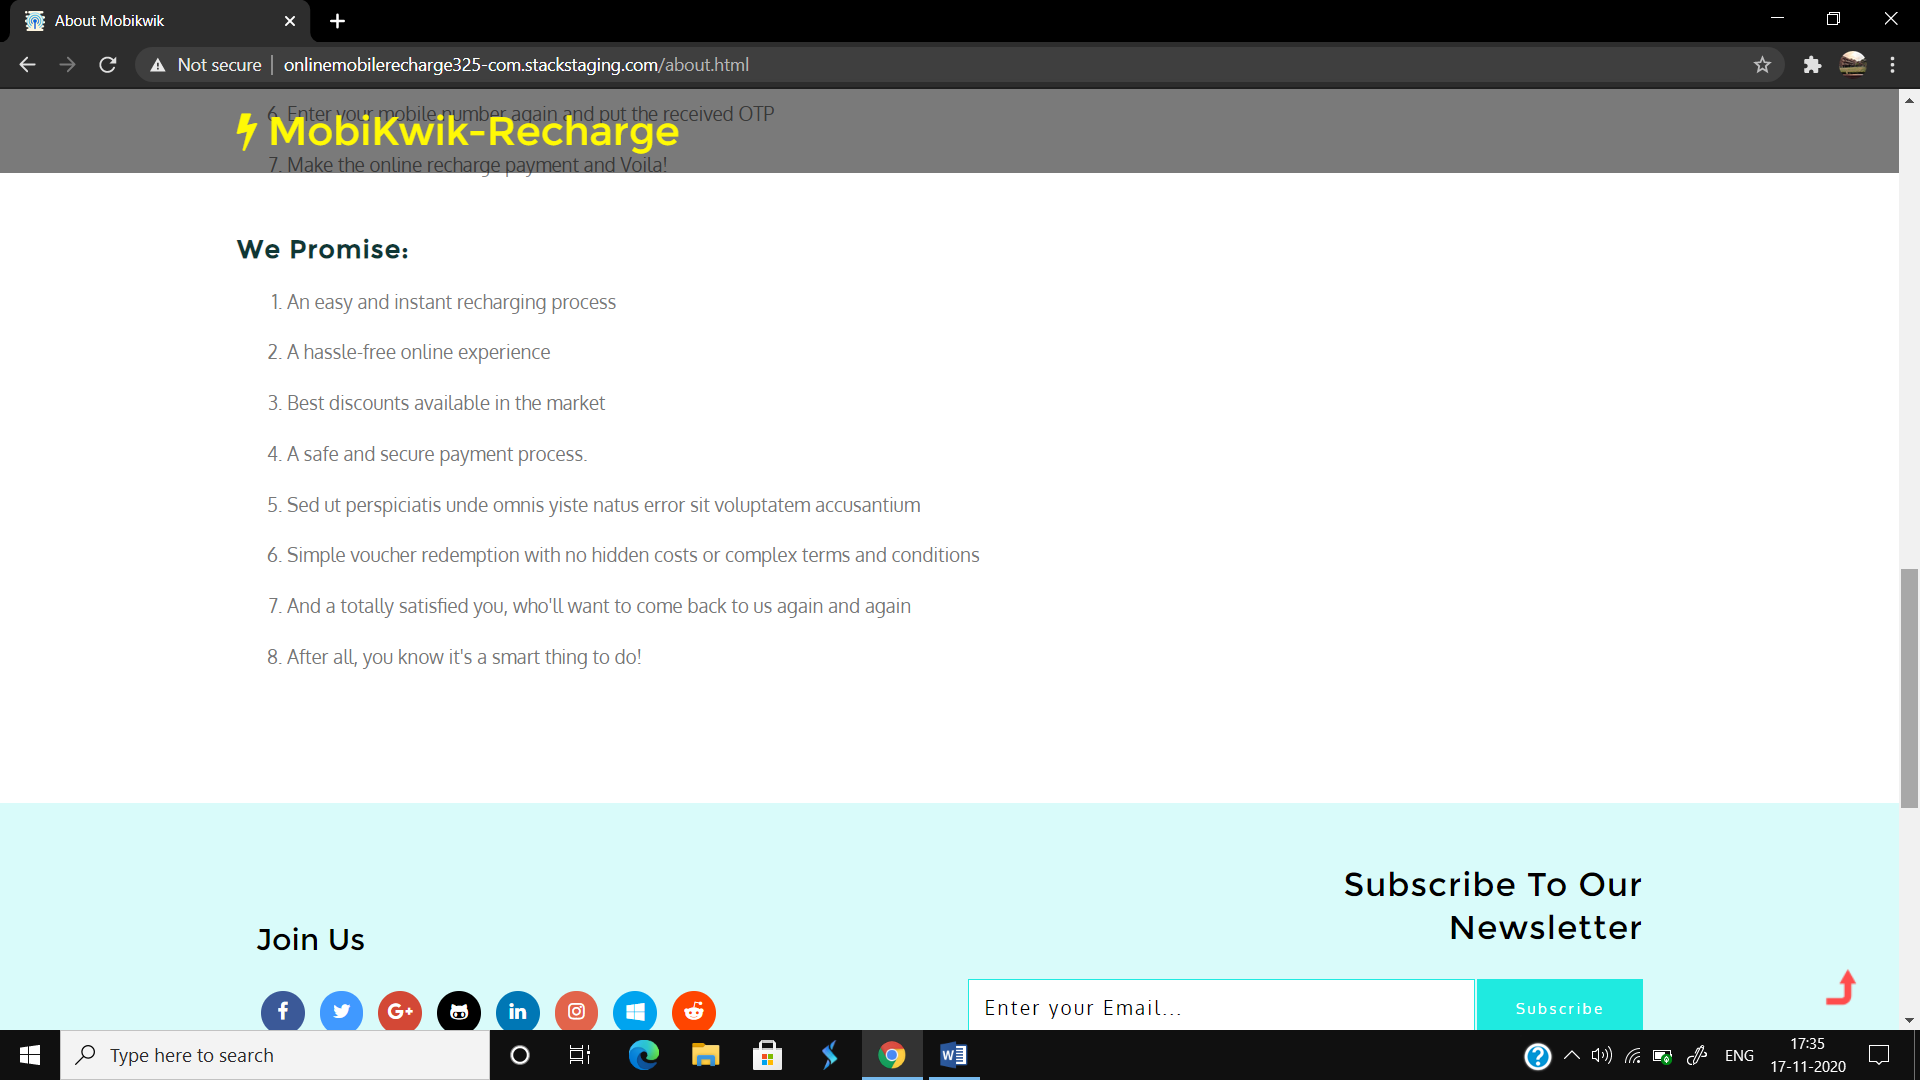 About Mobikwik
Not secure | onlinemobilerecharge325-com.stackstaging.com/about.html
6. Enter your mobile number again and put the received OTP
MobiKwik-Recharge
7. Make the online recharge payment and Voila!
We Promise:
1. An easy and instant recharging process
2. A hassle-free online experience
3. Best discounts available in the market
4. A safe and secure payment process.
5. Sed ut perspiciatis unde omnis yiste natus error sit voluptatem accusantium
6. Simple voucher redemption with no hidden costs or complex terms and conditions
7. And a totally satisfied you, who'll want to come back to us again and again
8. After all, you know it's a smart thing to do!
Subscribe To Our
Newsletter
Join Us
Enter your Email...
Subscribe
Type here to search
ENG
17:35
17-11-2020